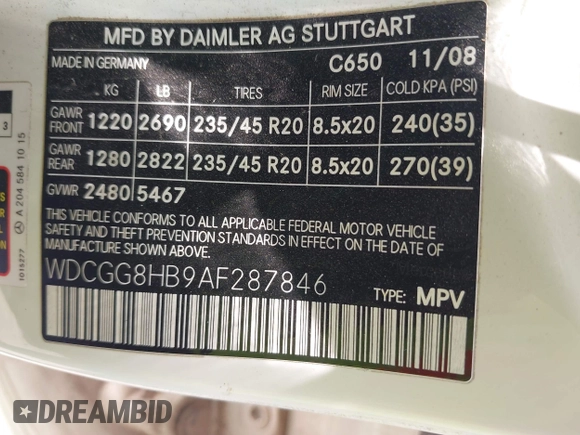 MFD BY DAIMLER AG STUTTGART
MADE IN GERMANY C650 11/08
KG LB TIRES RIM SIZE COLD KPA (PSI)
GAWR FRONT 1220 2690 235/45 R20 8.5x20 240(35)
GAWR REAR 1280 2822 235/45 R20 8.5x20 270(39)
GVWR 2480 5467
THIS VEHICLE CONFORMS TO ALL APPLICABLE FEDERAL MOTOR VEHICLE
SAFETY AND THEFT PREVENTION STANDARDS IN EFFECT ON THE DATE
OF MANUFACTURE SHOWN ABOVE.
WDCGG8HB9AF287846
TYPE: MPV
A 204 584 10 15
1015277
3
DREAMBID